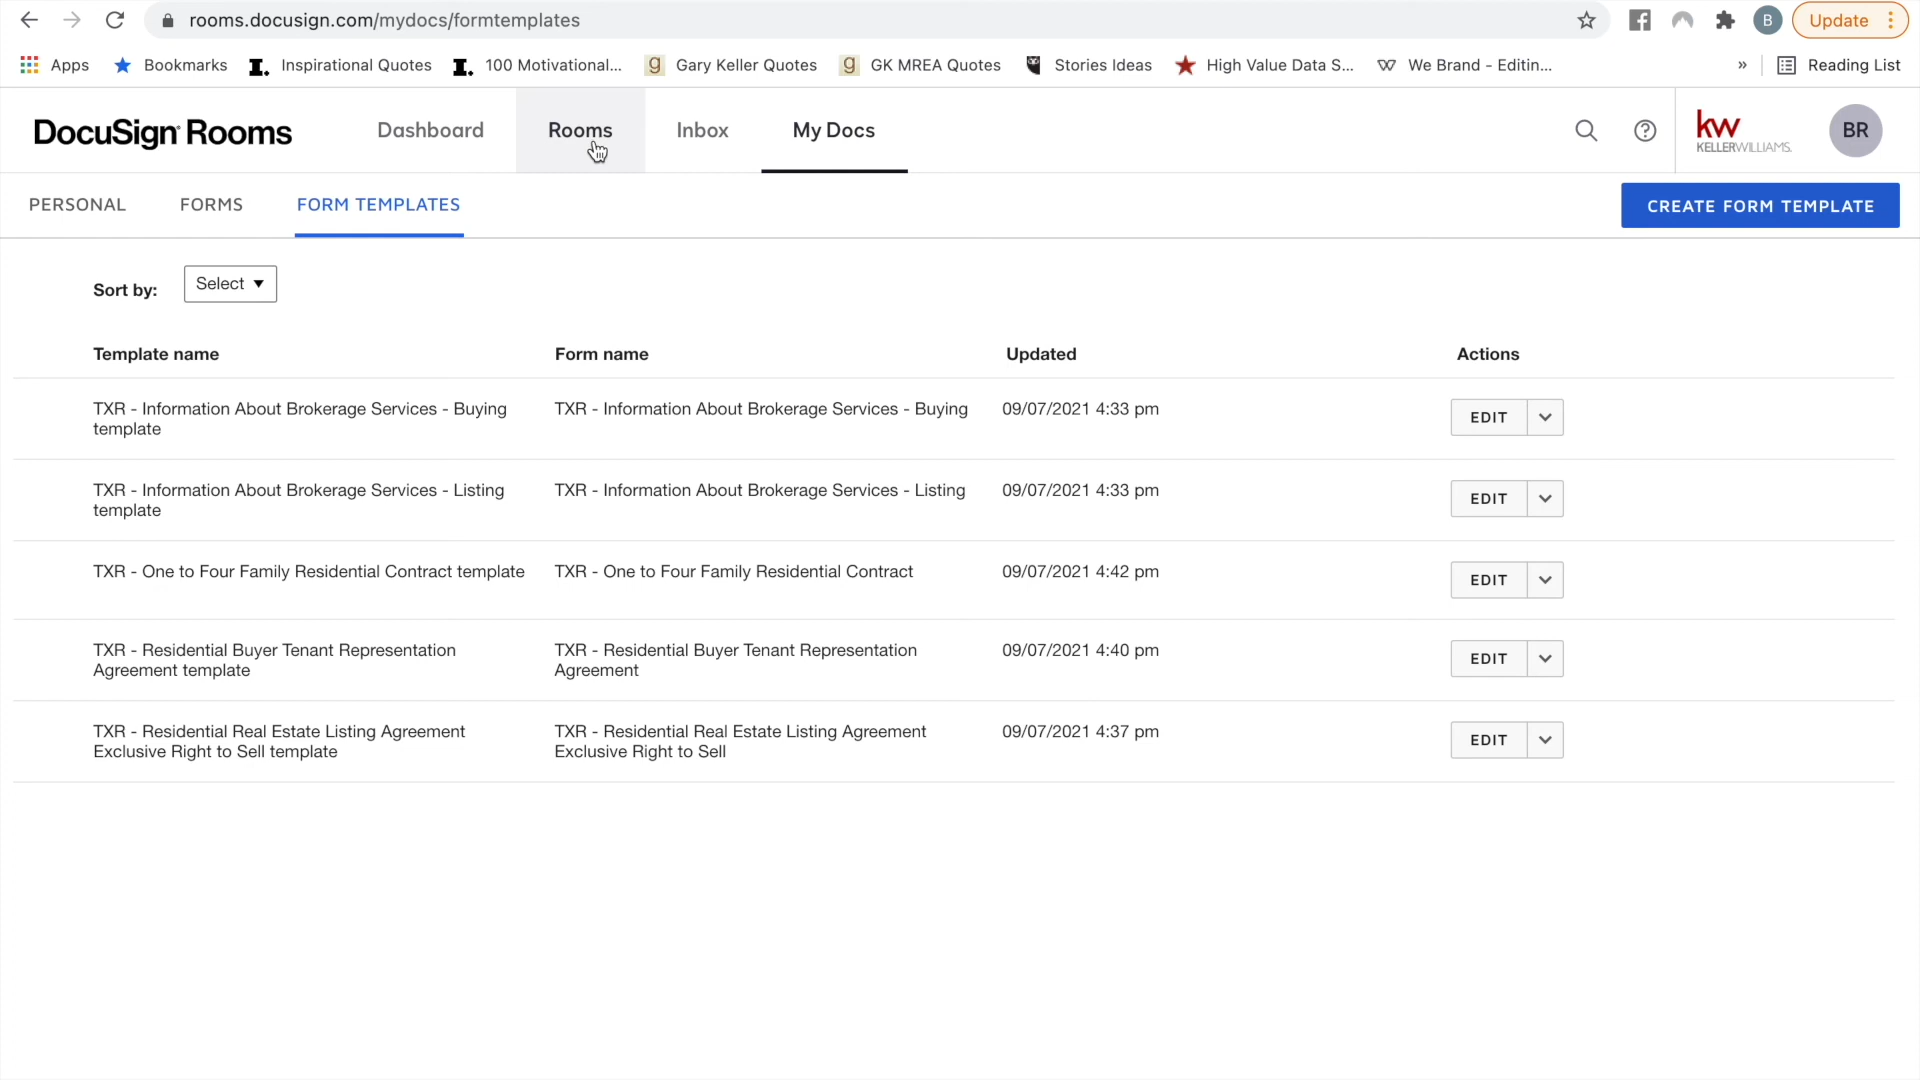 rooms.docusign.com/mydocs/formtemplates
B
Update
Apps
Bookmarks
I. Inspirational Quotes
I. 100 Motivational...
g Gary Keller Quotes
g GK MREA Quotes
Stories Ideas
High Value Data S...
We Brand - Editin...
»
Reading List
DocuSign Rooms
Dashboard
Rooms
Inbox
My Docs
kw
KELLERWILLIAMS.
BR
PERSONAL
FORMS
FORM TEMPLATES
CREATE FORM TEMPLATE
Sort by:
Select
Template name
Form name
Updated
Actions
TXR - Information About Brokerage Services - Buying
template
TXR - Information About Brokerage Services - Buying
09/07/2021 4:33 pm
EDIT
TXR - Information About Brokerage Services - Listing
template
TXR - Information About Brokerage Services - Listing
09/07/2021 4:33 pm
EDIT
TXR - One to Four Family Residential Contract template
TXR - One to Four Family Residential Contract
09/07/2021 4:42 pm
EDIT
TXR - Residential Buyer Tenant Representation
Agreement template
TXR - Residential Buyer Tenant Representation
Agreement
09/07/2021 4:40 pm
EDIT
TXR - Residential Real Estate Listing Agreement
Exclusive Right to Sell template
TXR - Residential Real Estate Listing Agreement
Exclusive Right to Sell
09/07/2021 4:37 pm
EDIT